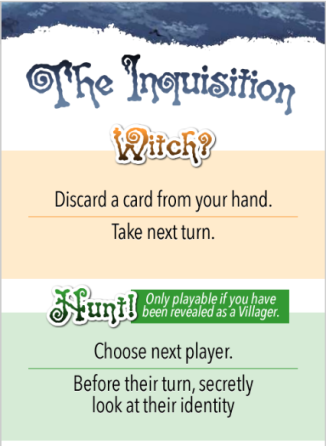 The Inquisition
Witch?
Discard a card from your hand.
Take next turn.
Hunt!
Only playable if you have
been revealed as a Villager.
Choose next player.
Before their turn, secretly
look at their identity